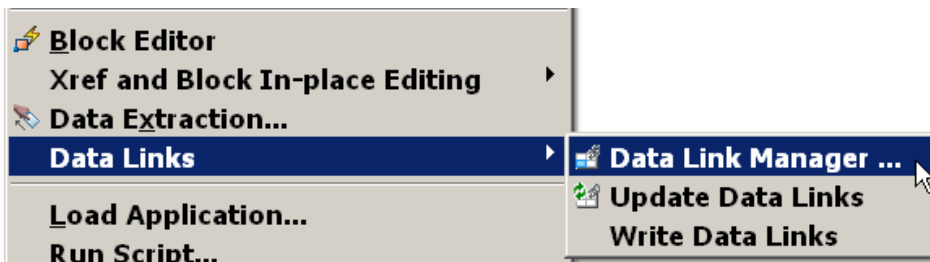 Block Editor
Xref and Block In-place Editing
Data Extraction...
Data Links
Data Link Manager ...
Update Data Links
Write Data Links
Load Application...
Run Script...